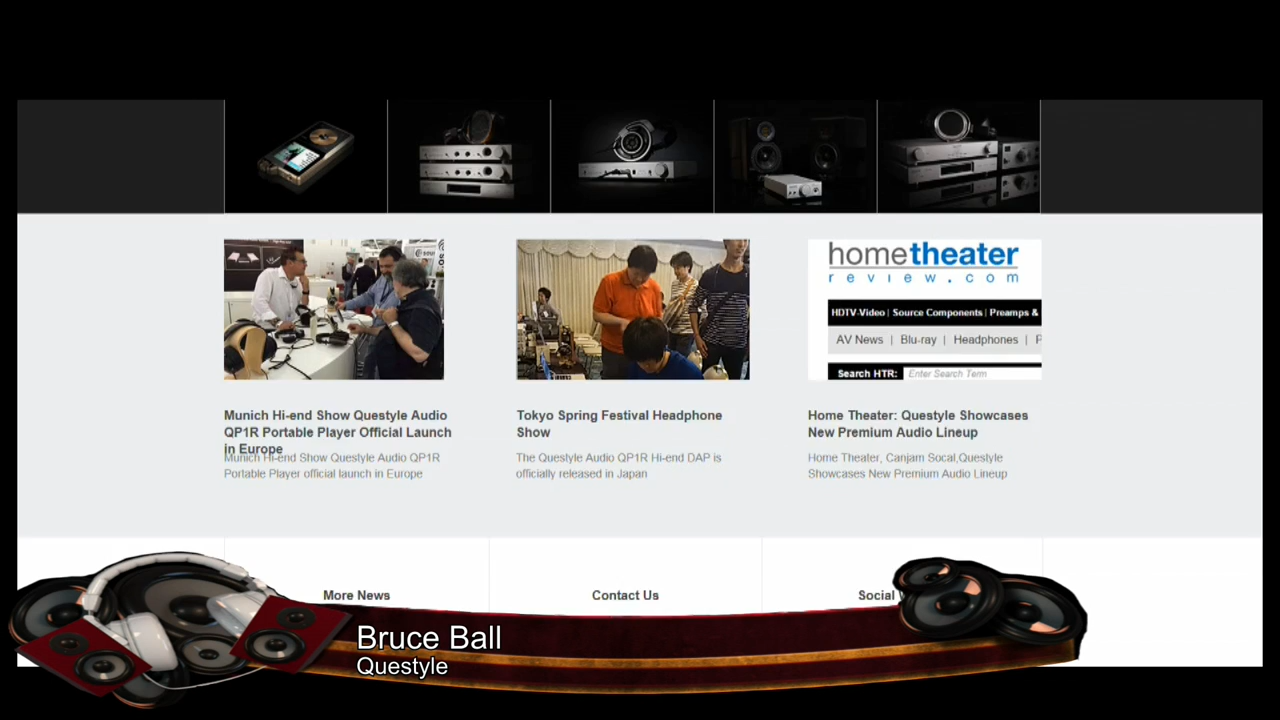 hometheater
review.com
HDTV-Video | Source Components | Preamps &
AV News | Blu-ray | Headphones | P
Search HTR: Enter Search Term
Munich Hi-end Show Questyle Audio
QP1R Portable Player Official Launch
in Europe
Munich Hi-end Show Questyle Audio QP1R
Portable Player official launch in Europe
Tokyo Spring Festival Headphone
Show
The Questyle Audio QP1R Hi-end DAP is
officially released in Japan
Home Theater: Questyle Showcases
New Premium Audio Lineup
Home Theater, Canjam Socal,Questyle
Showcases New Premium Audio Lineup
More News
Contact Us
Social
Bruce Ball
Questyle